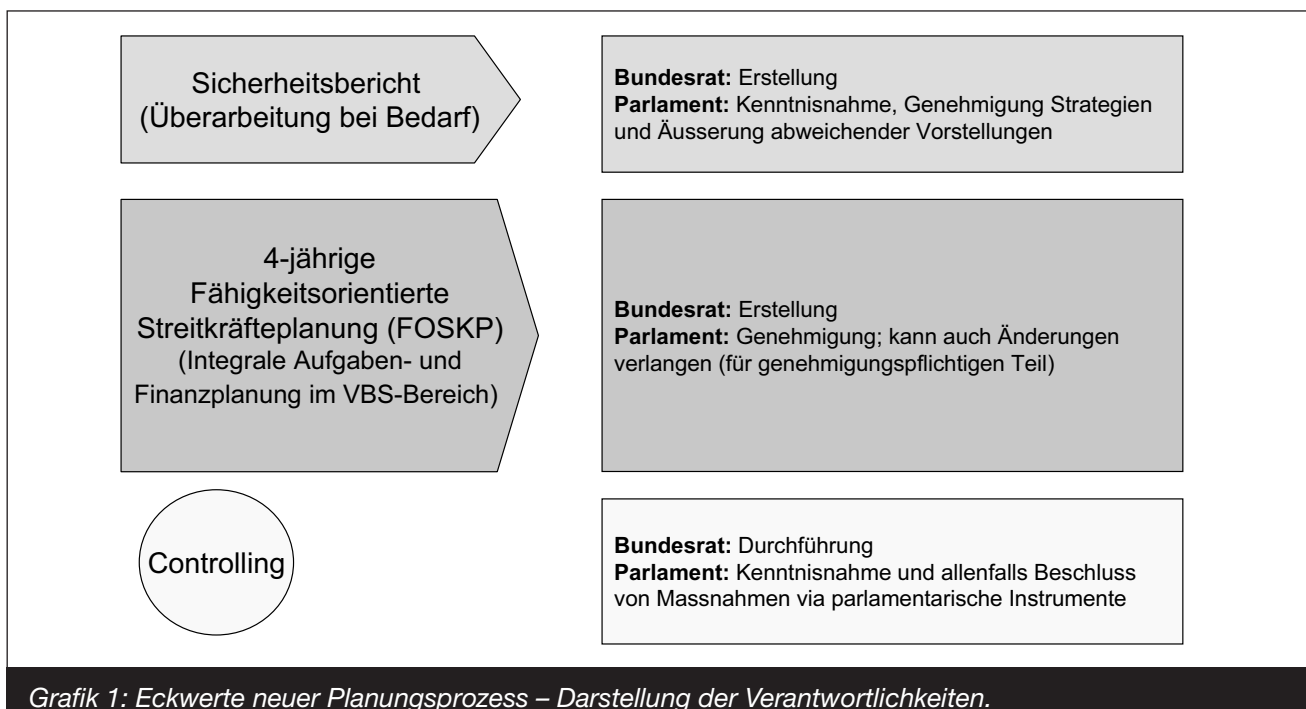 Sicherheitsbericht
(Überarbeitung bei Bedarf)
Bundesrat: Erstellung
Parlament: Kenntnisnahme, Genehmigung Strategien
und Äusserung abweichender Vorstellungen
4-jährige
Fähigkeitsorientierte
Streitkräfteplanung (FOSKP)
(Integrale Aufgaben- und
Finanzplanung im VBS-Bereich)
Bundesrat: Erstellung
Parlament: Genehmigung; kann auch Änderungen
verlangen (für genehmigungspflichtigen Teil)
Controlling
Bundesrat: Durchführung
Parlament: Kenntnisnahme und allenfalls Beschluss
von Massnahmen via parlamentarische Instrumente
Grafik 1: Eckwerte neuer Planungsprozess – Darstellung der Verantwortlichkeiten.